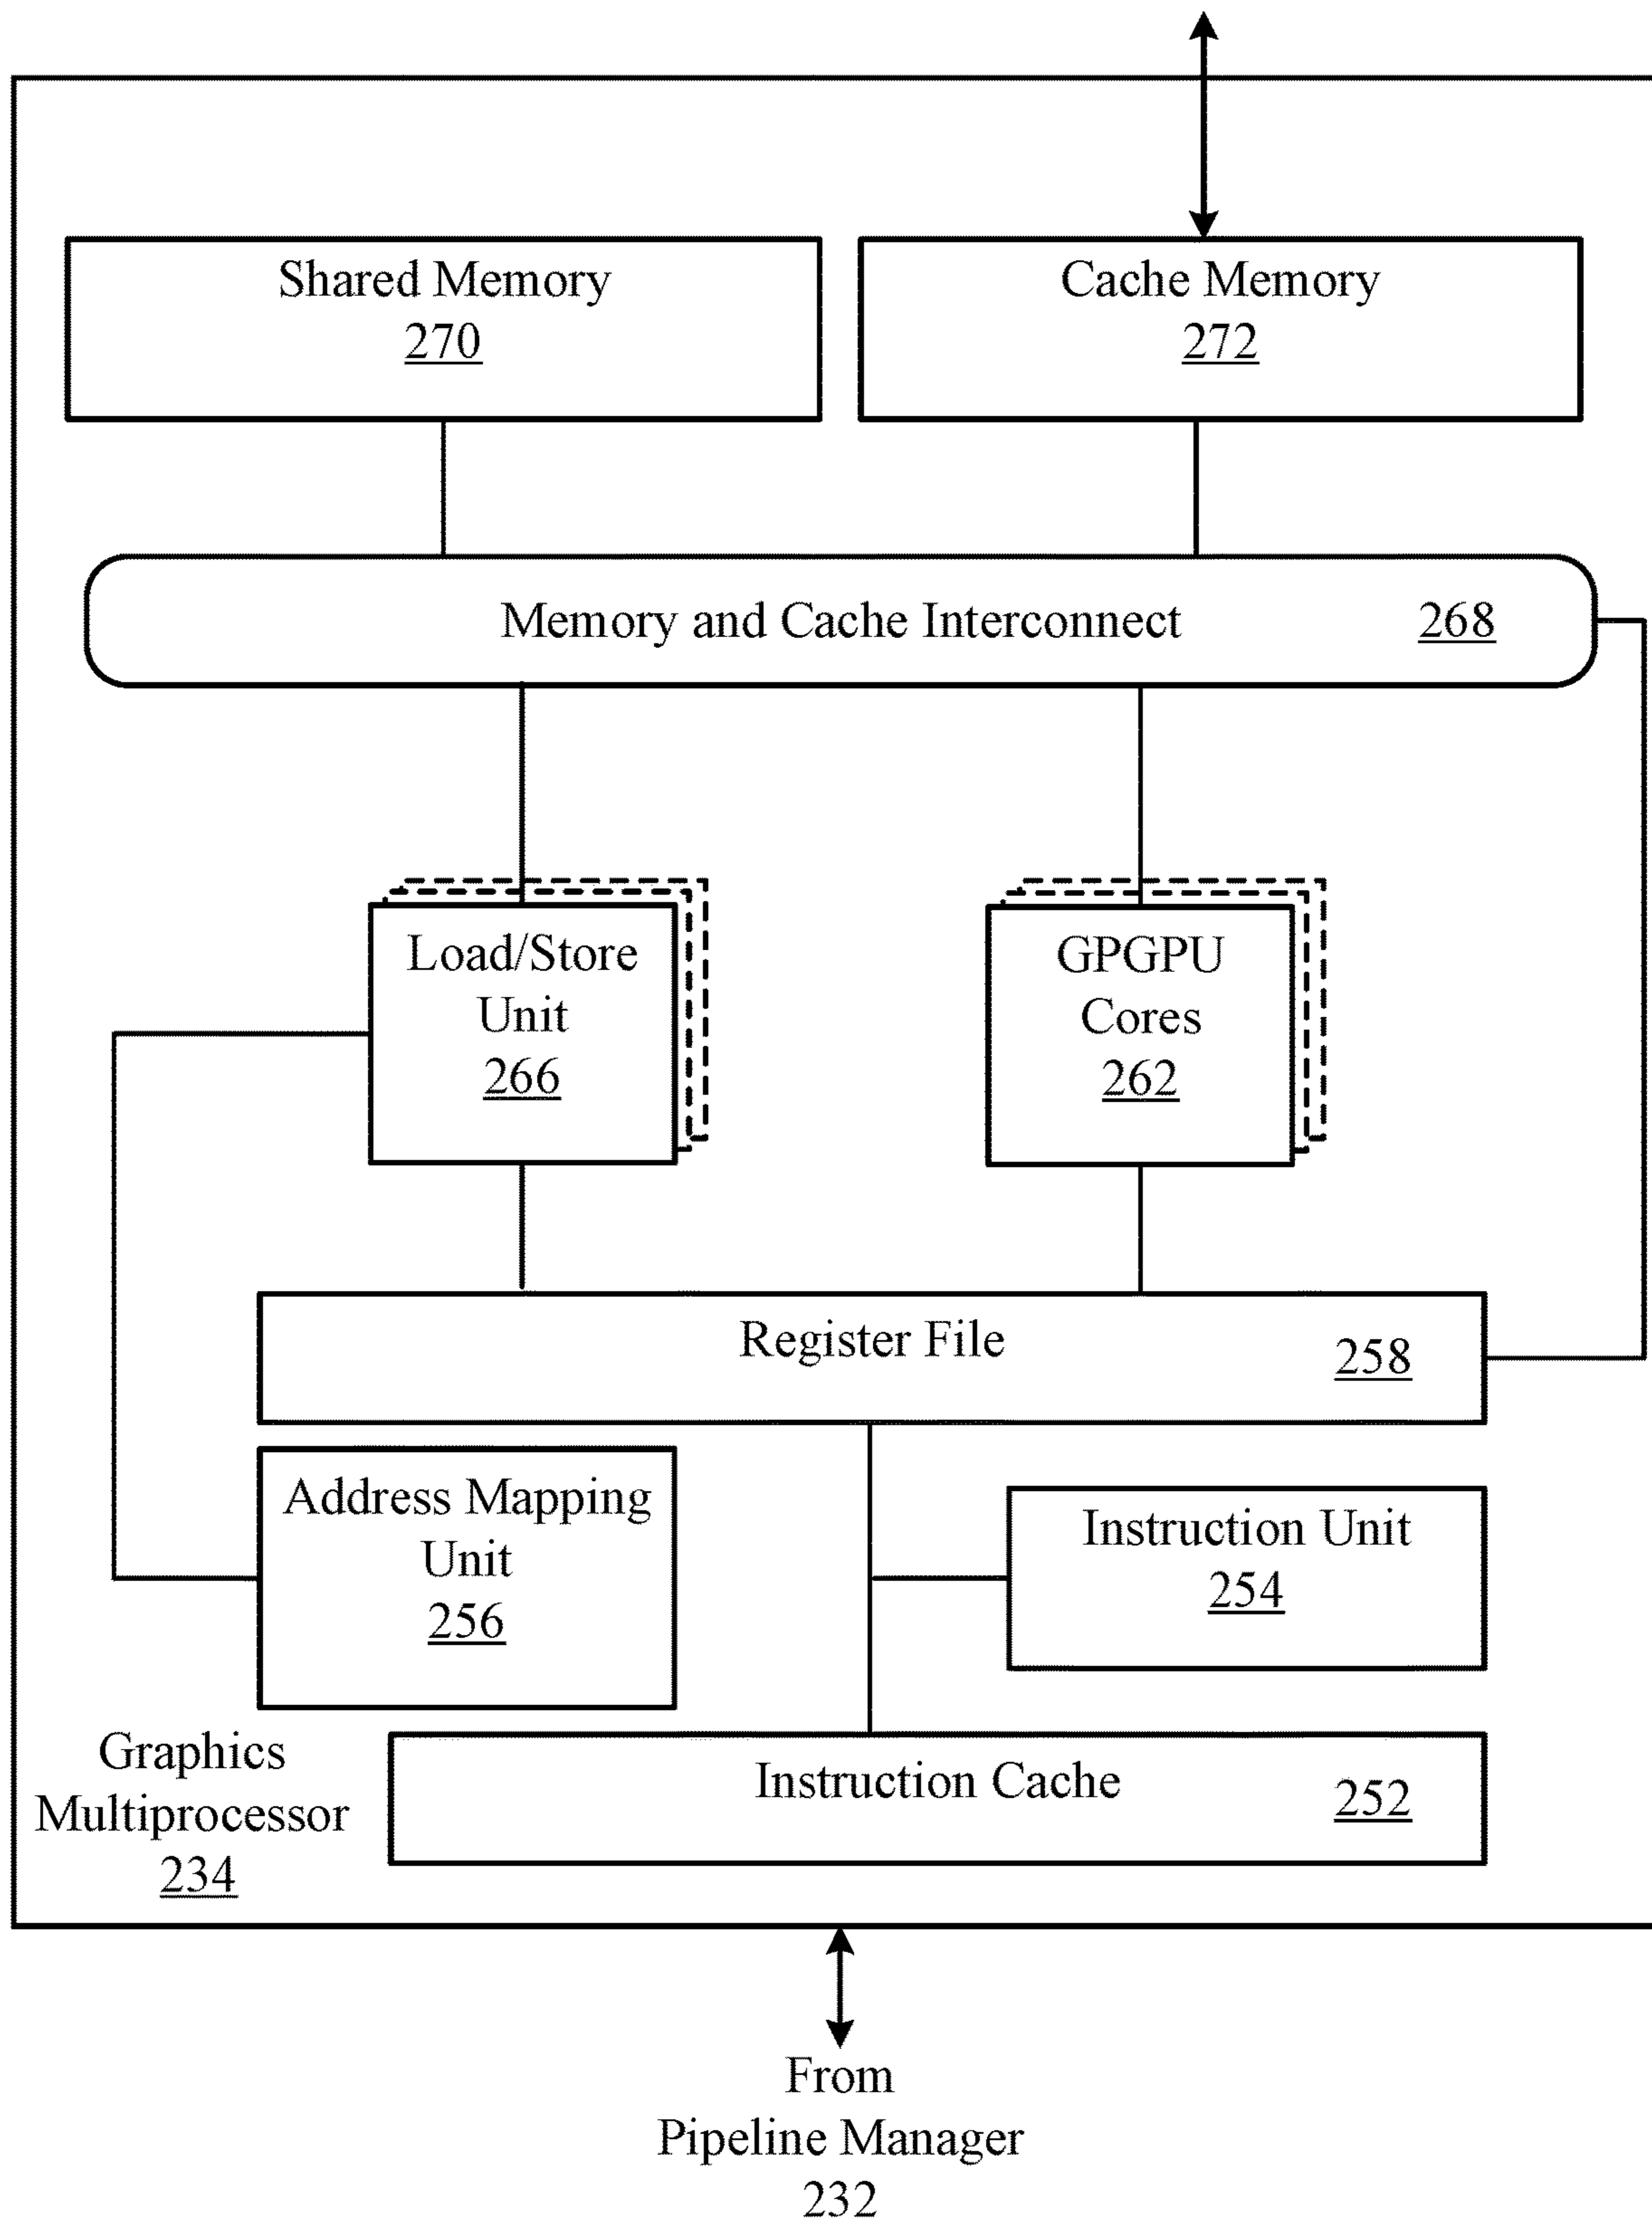 Shared Memory
270
Cache Memory
272
Memory and Cache Interconnect 268
Load/Store
Unit
266
GPGPU
Cores
262
Register File 258
Address Mapping
Unit
256
Instruction Unit
254
Graphics
Multiprocessor
234
Instruction Cache 252
From
Pipeline Manager
232